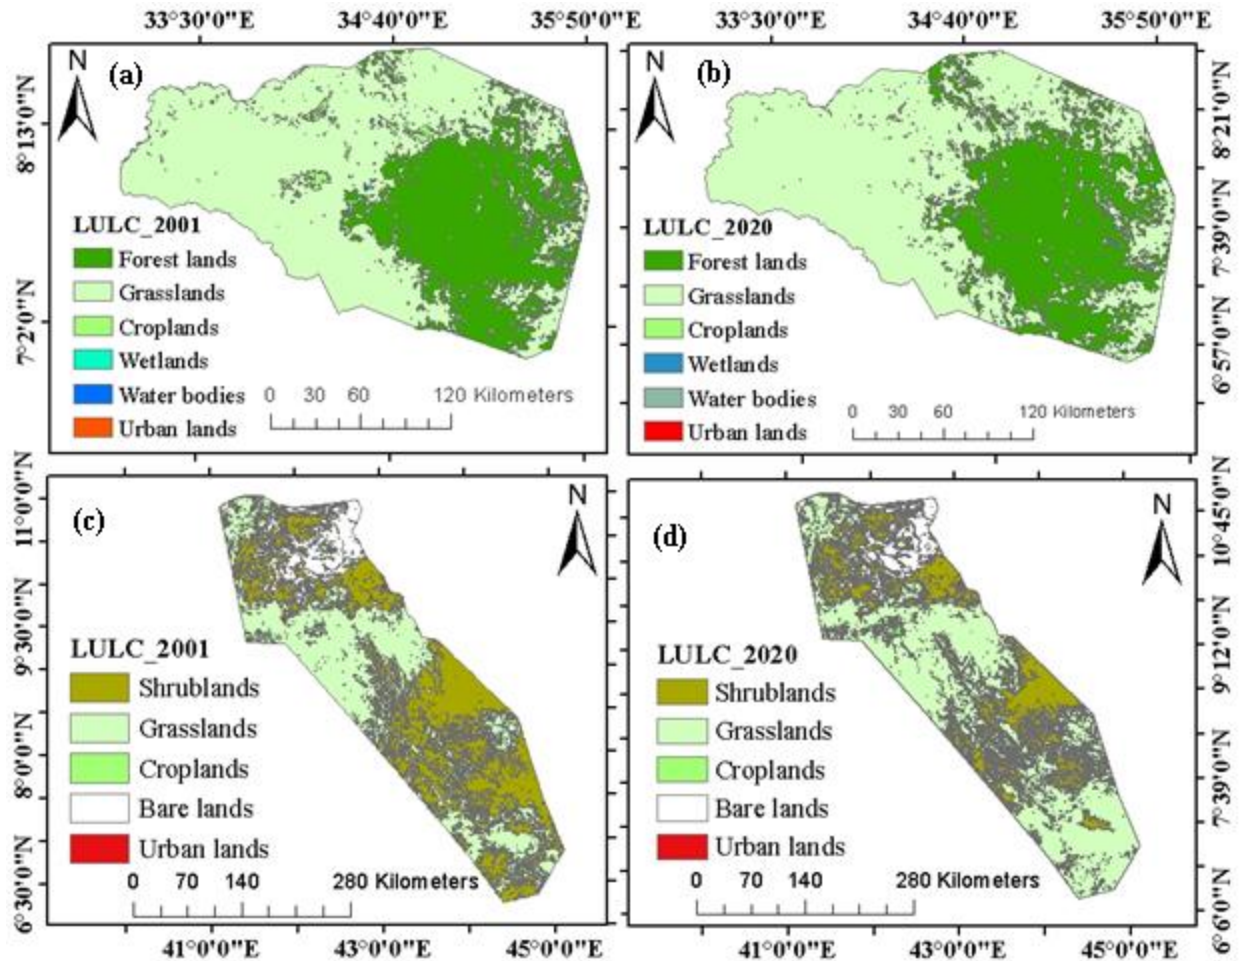 33°30'0"E 34°40'0"E 35°50'0"E
33°30'0"E 34°40'0"E 35°50'0"E
N
(a)
8°13'0"N
7°2'0"N
LULC_2001
Forest lands
Grasslands
Croplands
Wetlands
Water bodies
Urban lands
0 30 60 120 Kilometers
N
(b)
8°21'0"N
7°39'0"N
6°57'0"N
LULC_2020
Forest lands
Grasslands
Croplands
Wetlands
Water bodies
Urban lands
0 30 60 120 Kilometers
N
(c)
11°0'0"N
9°30'0"N
8°0'0"N
6°30'0"N
LULC_2001
Shrublands
Grasslands
Croplands
Bare lands
Urban lands
0 70 140 280 Kilometers
41°0'0"E 43°0'0"E 45°0'0"E
N
(d)
10°45'0"N
9°12'0"N
7°39'0"N
6°6'0"N
LULC_2020
Shrublands
Grasslands
Croplands
Bare lands
Urban lands
0 70 140 280 Kilometers
41°0'0"E 43°0'0"E 45°0'0"E